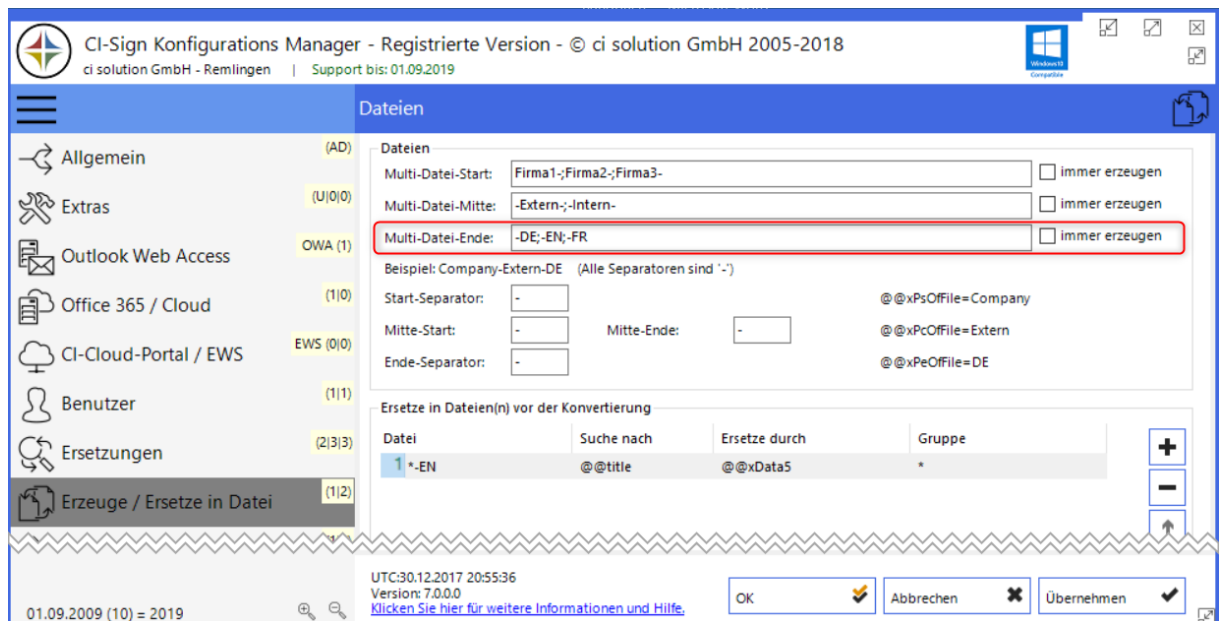 CI-Sign Konfigurations Manager - Registrierte Version - © ci solution GmbH 2005-2018
ci solution GmbH - Remlingen | Support bis: 01.09.2019
Windows10
Compatible
Dateien
Allgemein (AD)
Extras (U|0|0)
Outlook Web Access OWA (1)
Office 365 / Cloud (1|0)
CI-Cloud-Portal / EWS EWS (0|0)
Benutzer (1|1)
Ersetzungen (2|3|3)
Erzeuge / Ersetze in Datei (1|2)
Dateien
Multi-Datei-Start: Firma1-;Firma2-;Firma3- immer erzeugen
Multi-Datei-Mitte: -Extern-;-Intern- immer erzeugen
Multi-Datei-Ende: -DE;-EN;-FR immer erzeugen
Beispiel: Company-Extern-DE (Alle Separatoren sind '-')
Start-Separator: - @@xPsOfFile=Company
Mitte-Start: - Mitte-Ende: - @@xPcOfFile=Extern
Ende-Separator: - @@xPeOfFile=DE
Ersetze in Dateien(n) vor der Konvertierung
Datei Suche nach Ersetze durch Gruppe
1 *-EN @@title @@xData5 *
UTC:30.12.2017 20:55:36
Version: 7.0.0.0
Klicken Sie hier für weitere Informationen und Hilfe.
OK Abbrechen Übernehmen
01.09.2009 (10) = 2019